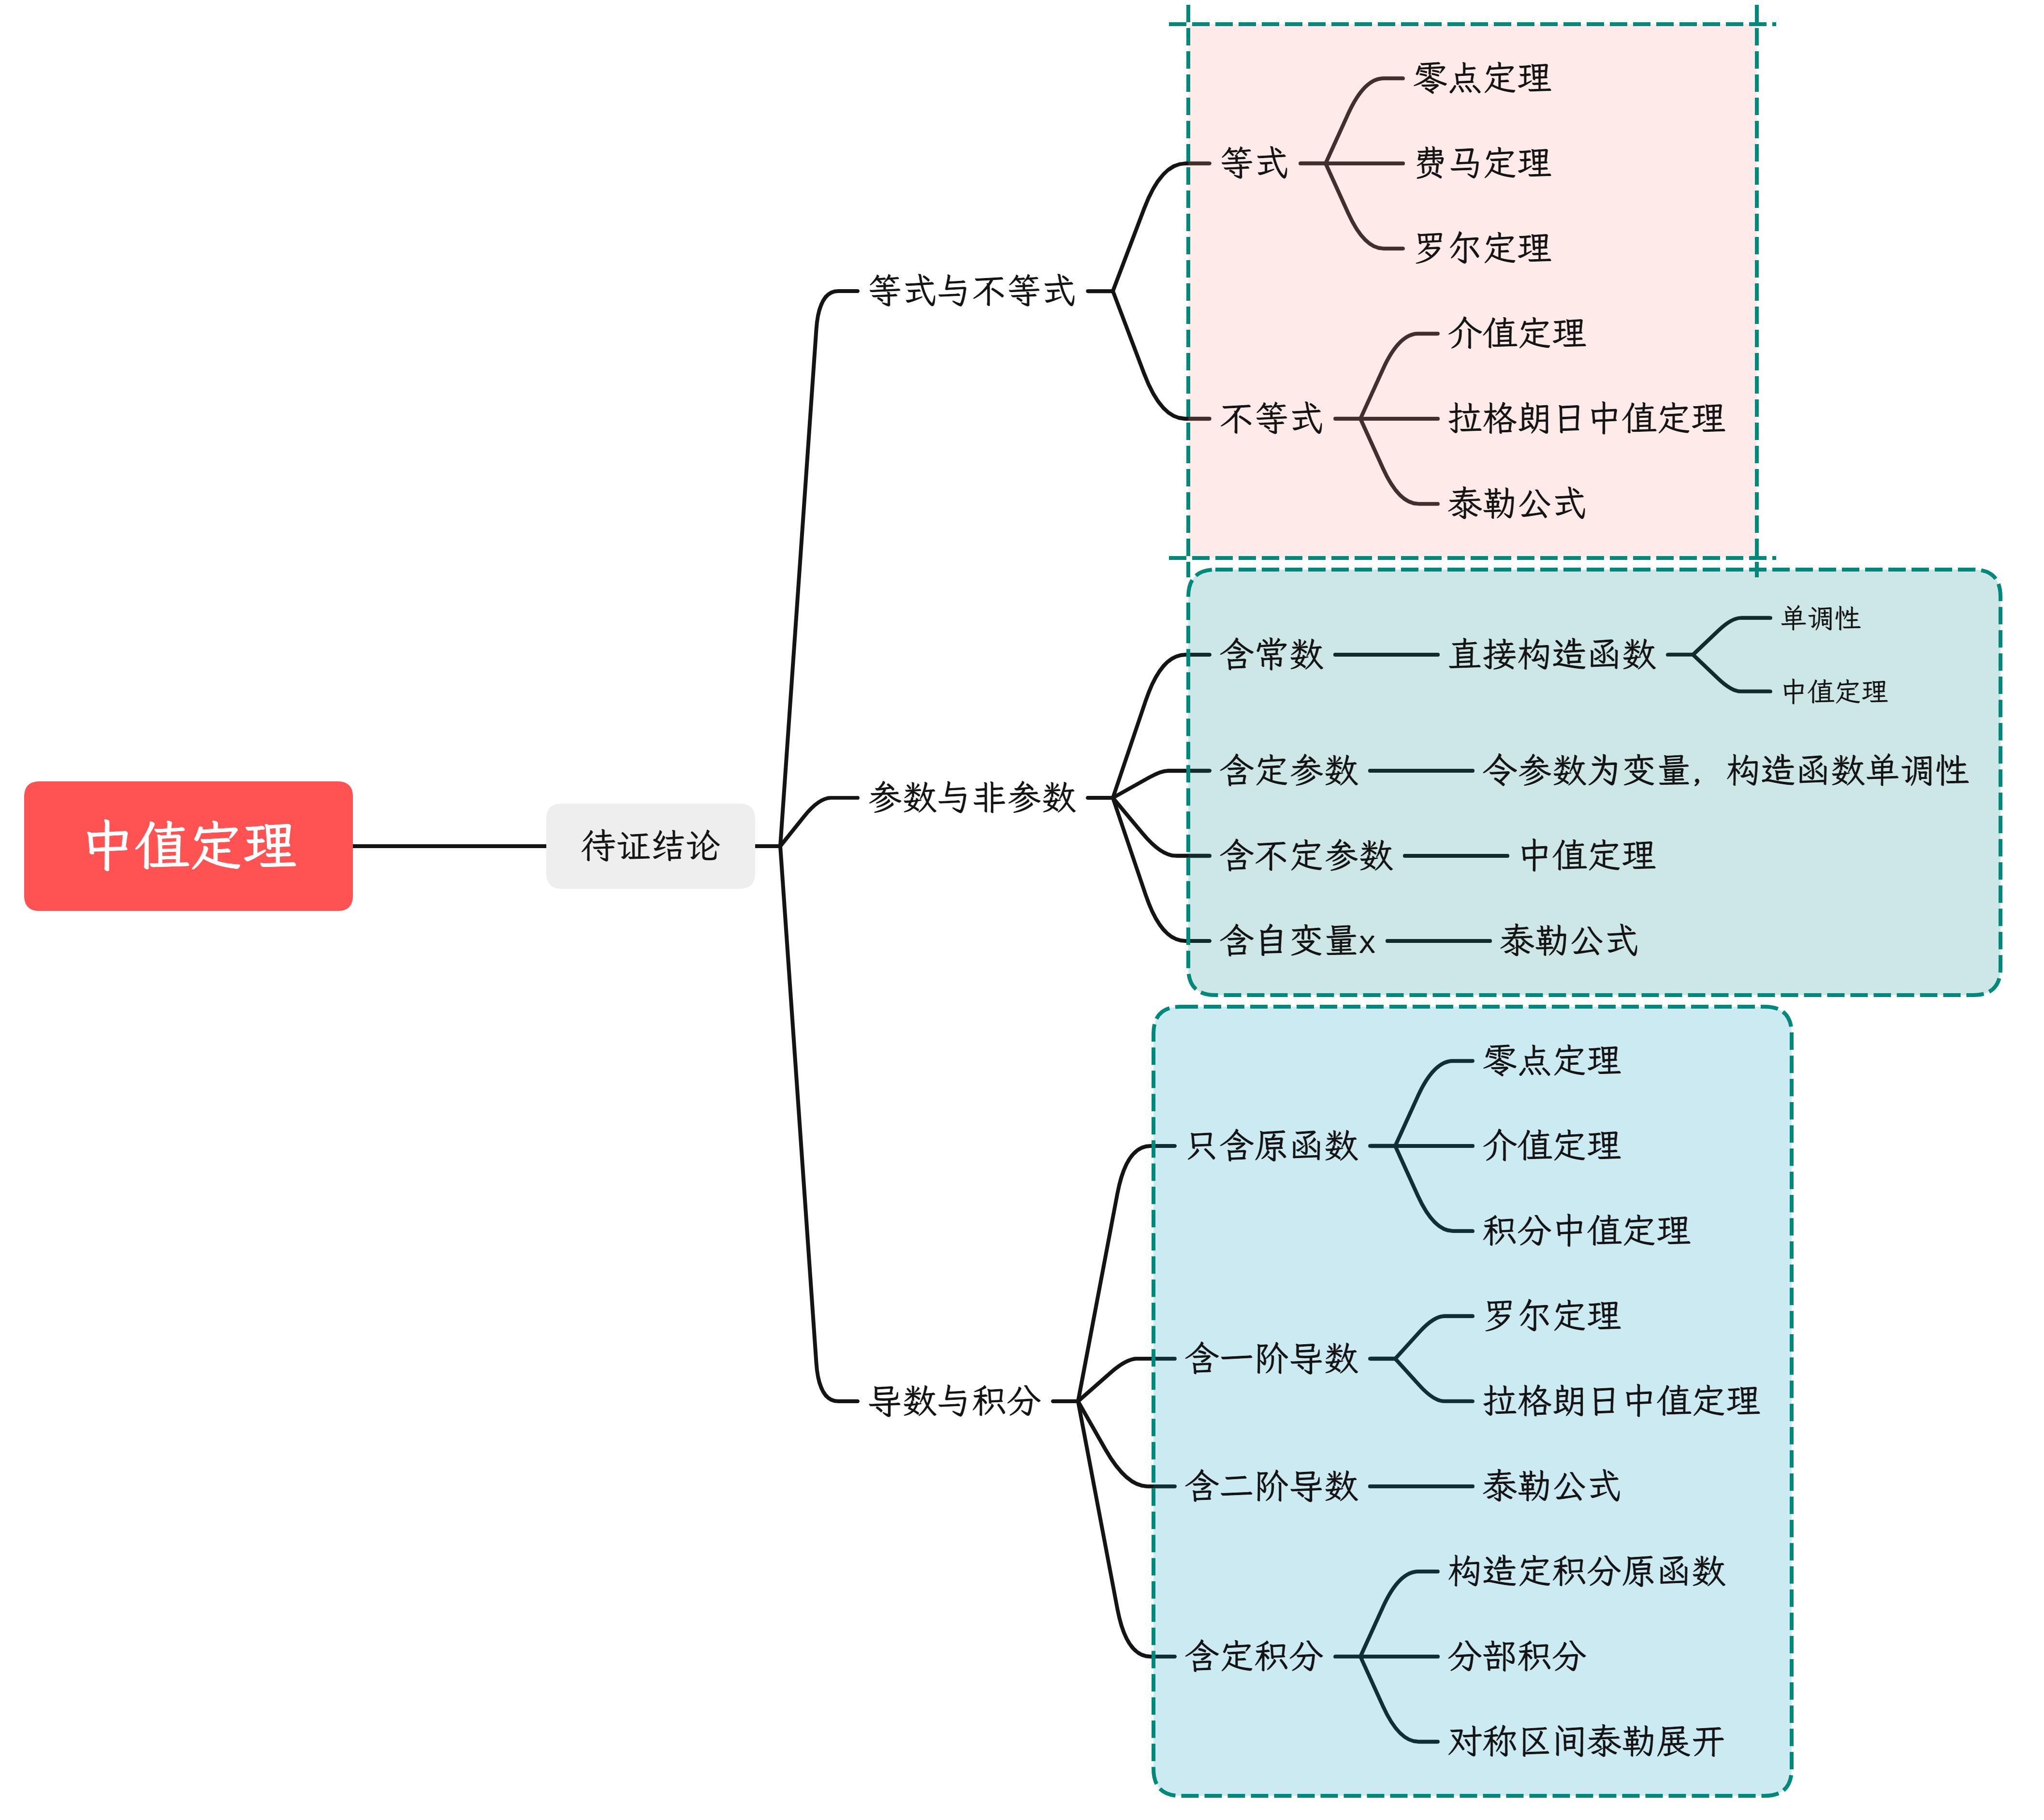 中值定理
待证结论
等式与不等式
等式
零点定理
费马定理
罗尔定理
不等式
介值定理
拉格朗日中值定理
泰勒公式
参数与非参数
含常数
直接构造函数
单调性
中值定理
含定参数
令参数为变量，构造函数单调性
含不定参数
中值定理
含自变量x
泰勒公式
导数与积分
只含原函数
零点定理
介值定理
积分中值定理
含一阶导数
罗尔定理
拉格朗日中值定理
含二阶导数
泰勒公式
含定积分
构造定积分原函数
分部积分
对称区间泰勒展开